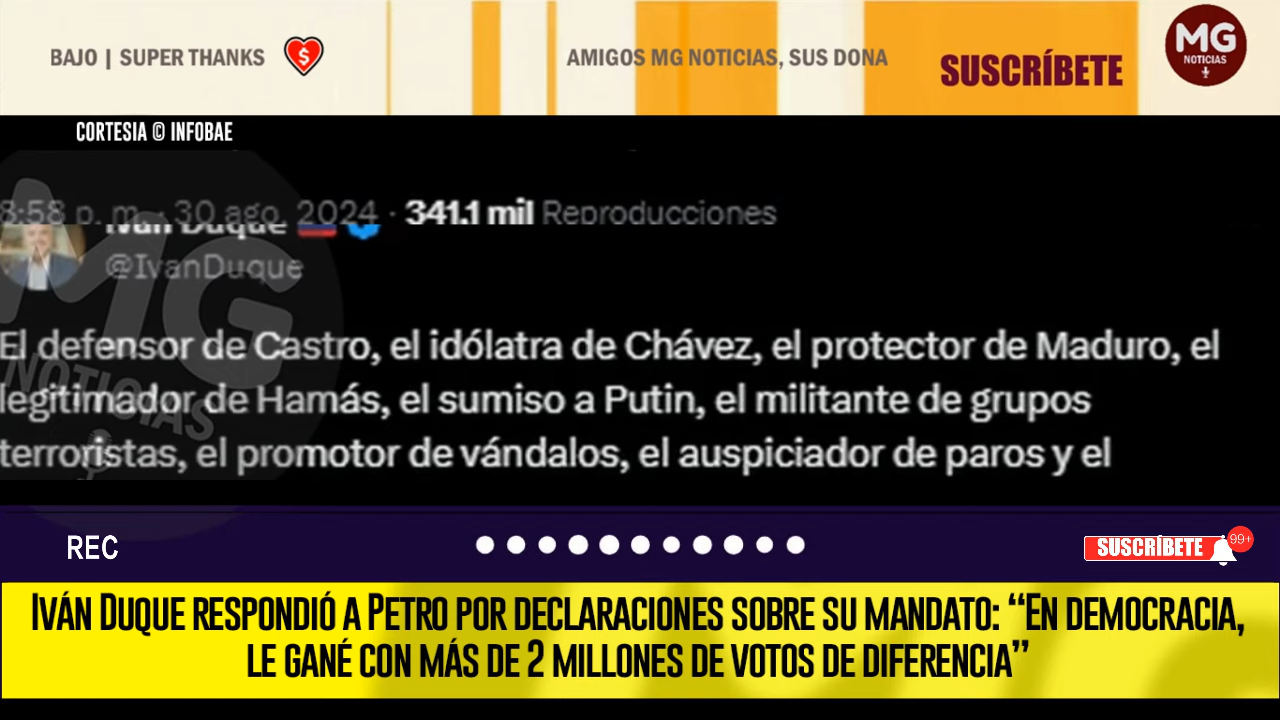 BAJO | SUPER THANKS
AMIGOS MG NOTICIAS, SUS DONA
SUSCRÍBETE
MG
NOTICIAS
CORTESIA © INFOBAE
8:58 p. m. · 30 ago. 2024 · 341.1 mil Reproducciones
Iván Duque
@IvanDuque
El defensor de Castro, el idólatra de Chávez, el protector de Maduro, el
legitimador de Hamás, el sumiso a Putin, el militante de grupos
terroristas, el promotor de vándalos, el auspiciador de paros y el
MG
NOTICIAS
REC
SUSCRÍBETE
99+
IVÁN DUQUE RESPONDIÓ A PETRO POR DECLARACIONES SOBRE SU MANDATO: “EN DEMOCRACIA,
LE GANÉ CON MÁS DE 2 MILLONES DE VOTOS DE DIFERENCIA”